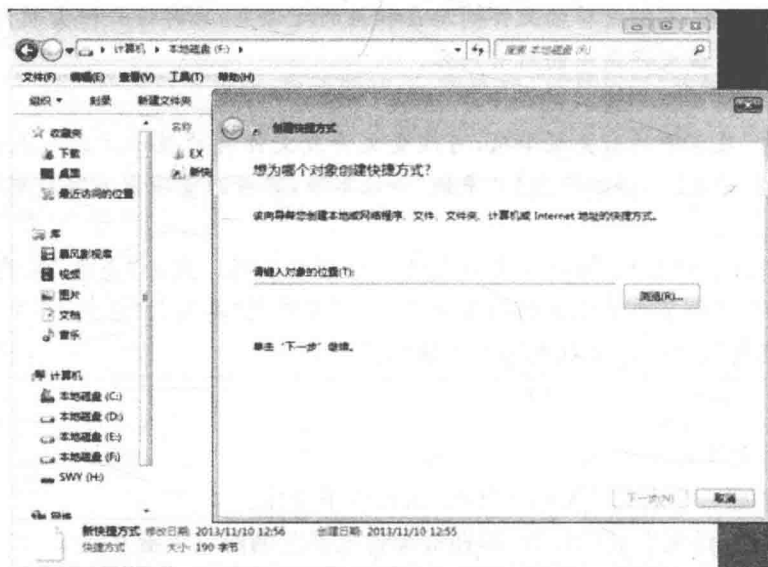 计算机 ▸ 本地磁盘 (F:) ▸
搜索 本地磁盘 (F:)
文件(F) 编辑(E) 查看(V) 工具(T) 帮助(H)
组织 刻录 新建文件夹
名称
收藏夹
下载
桌面
最近访问的位置
EX
新快
库
暴风影视库
视频
图片
文档
音乐
计算机
本地磁盘 (C:)
本地磁盘 (D:)
本地磁盘 (E:)
本地磁盘 (F:)
SWY (H:)
网络
创建快捷方式
想为哪个对象创建快捷方式?
该向导帮您创建本地或网络程序、文件、文件夹、计算机或 Internet 地址的快捷方式。
请键入对象的位置(T):
浏览(R)...
单击“下一步”继续。
下一步(N)
取消
新快捷方式 修改日期: 2013/11/10 12:56 创建日期: 2013/11/10 12:55
快捷方式 大小: 190 字节